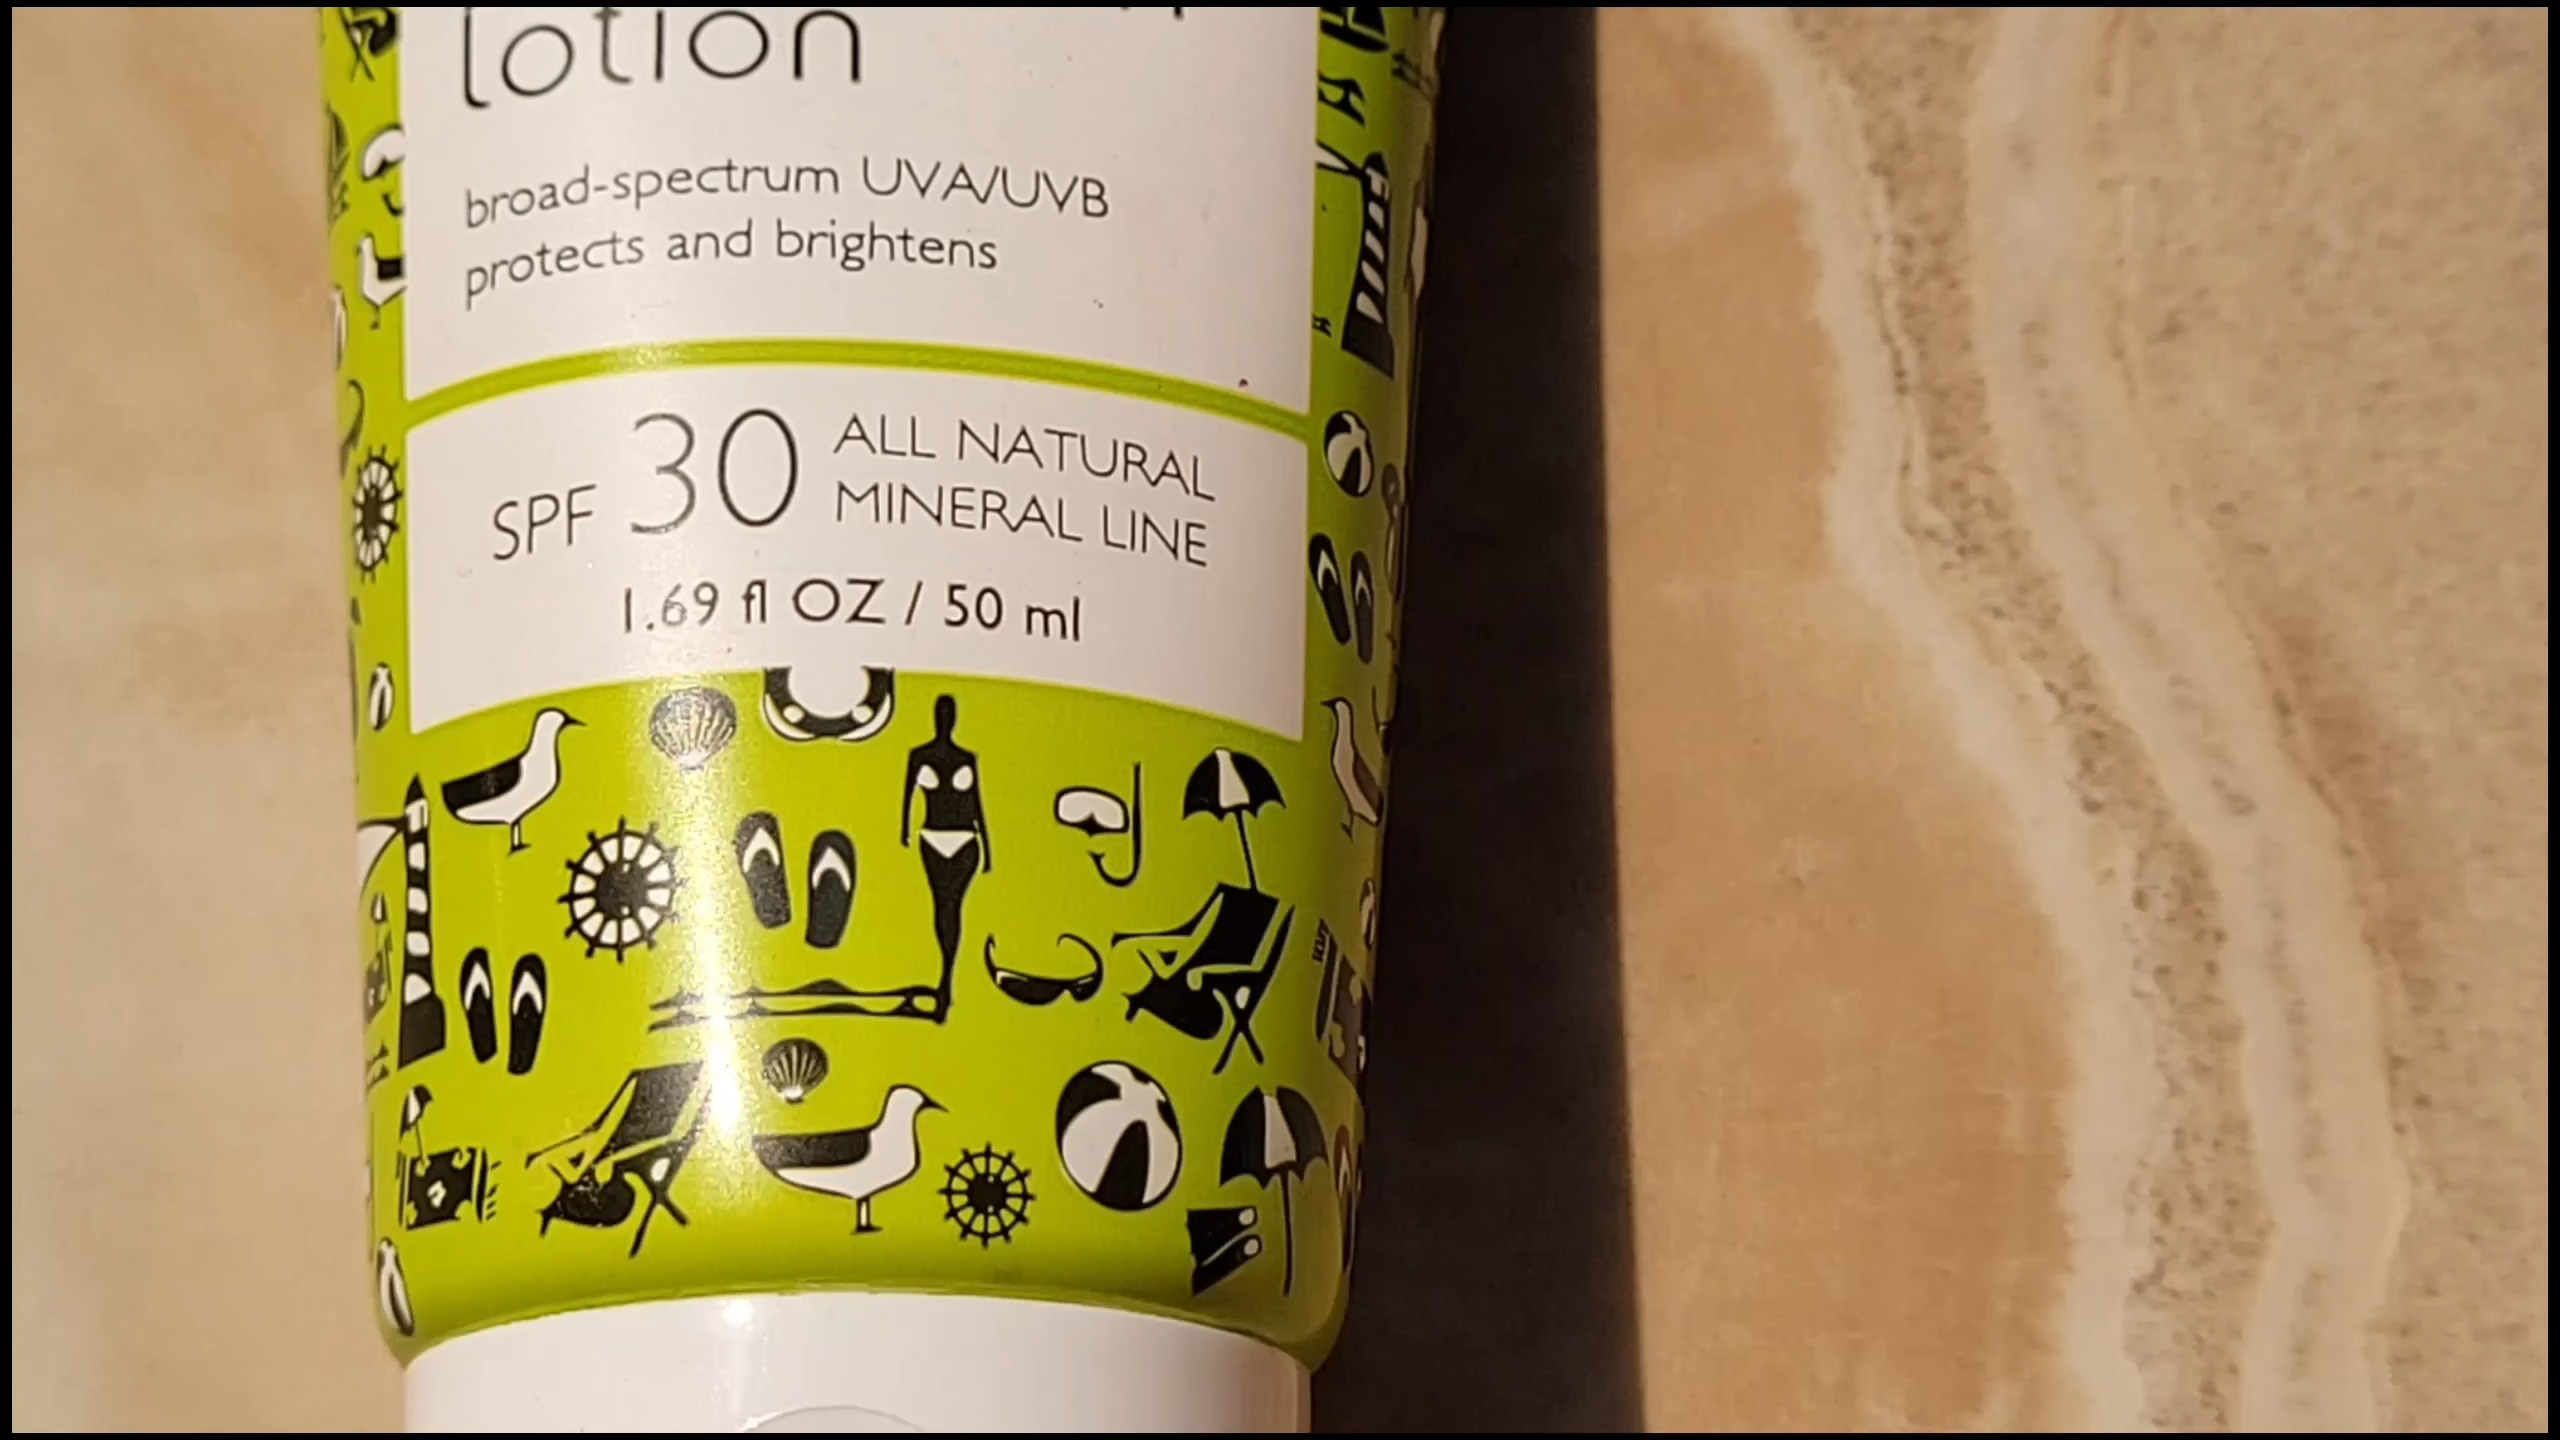 lotion
broad-spectrum UVA/UVB
protects and brightens
SPF 30 ALL NATURAL
MINERAL LINE
1.69 fl OZ / 50 ml